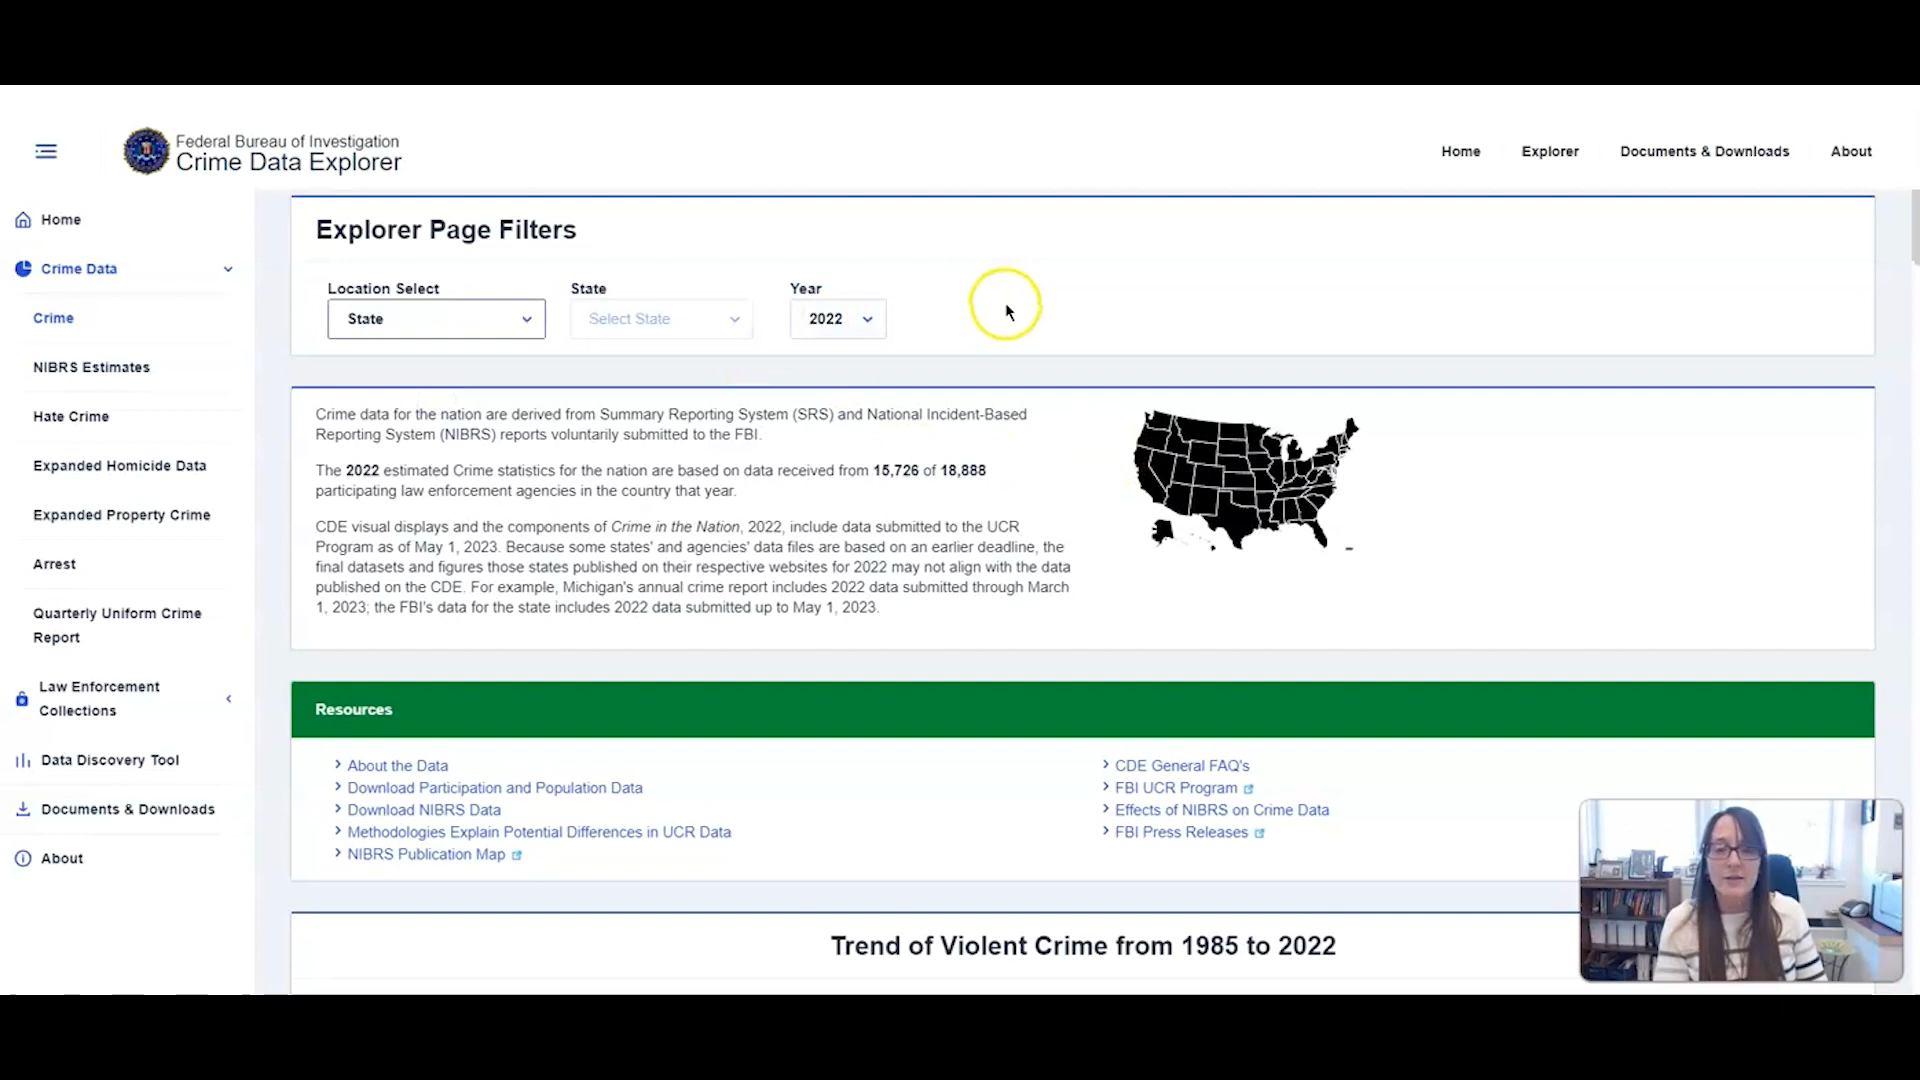 Federal Bureau of Investigation
Crime Data Explorer
Home
Explorer
Documents & Downloads
About
Home
Crime Data
Crime
NIBRS Estimates
Hate Crime
Expanded Homicide Data
Expanded Property Crime
Arrest
Quarterly Uniform Crime
Report
Law Enforcement
Collections
Data Discovery Tool
Documents & Downloads
About
Explorer Page Filters
Location Select
State
State
Select State
Year
2022
Crime data for the nation are derived from Summary Reporting System (SRS) and National Incident-Based
Reporting System (NIBRS) reports voluntarily submitted to the FBI.
The 2022 estimated Crime statistics for the nation are based on data received from 15,726 of 18,888
participating law enforcement agencies in the country that year.
CDE visual displays and the components of Crime in the Nation, 2022, include data submitted to the UCR
Program as of May 1, 2023. Because some states' and agencies' data files are based on an earlier deadline, the
final datasets and figures those states published on their respective websites for 2022 may not align with the data
published on the CDE. For example, Michigan's annual crime report includes 2022 data submitted through March
1, 2023; the FBI's data for the state includes 2022 data submitted up to May 1, 2023.
Resources
About the Data
Download Participation and Population Data
Download NIBRS Data
Methodologies Explain Potential Differences in UCR Data
NIBRS Publication Map
CDE General FAQ's
FBI UCR Program
Effects of NIBRS on Crime Data
FBI Press Releases
Trend of Violent Crime from 1985 to 2022